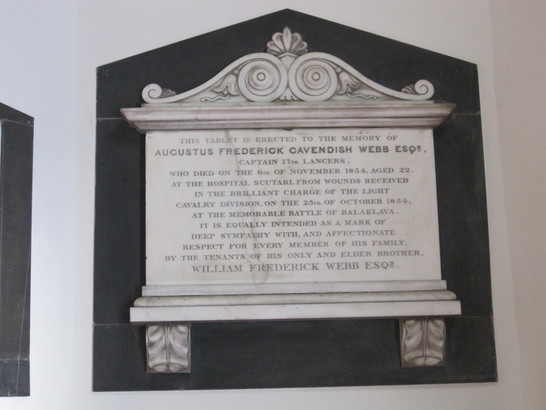 THIS TABLET IS ERECTED TO THE MEMORY OF
AUGUSTUS FREDERICK CAVENDISH WEBB ESQR.
CAPTAIN 17TH LANCERS.
WHO DIED ON THE 6TH OF NOVEMBER 1854, AGED 22.
AT THE HOSPITAL SCUTARI, FROM WOUNDS RECEIVED
IN THE BRILLIANT CHARGE OF THE LIGHT
CAVALRY DIVISION, ON THE 25TH OF OCTOBER 1854,
AT THE MEMORABLE BATTLE OF BALAKLAVA.
IT IS EQUALLY INTENDED AS A MARK OF
DEEP SYMPATHY WITH, AND AFFECTIONATE
RESPECT FOR EVERY MEMBER OF HIS FAMILY,
BY THE TENANTS OF HIS ONLY AND ELDER BROTHER,
WILLIAM FREDERICK WEBB ESQR.